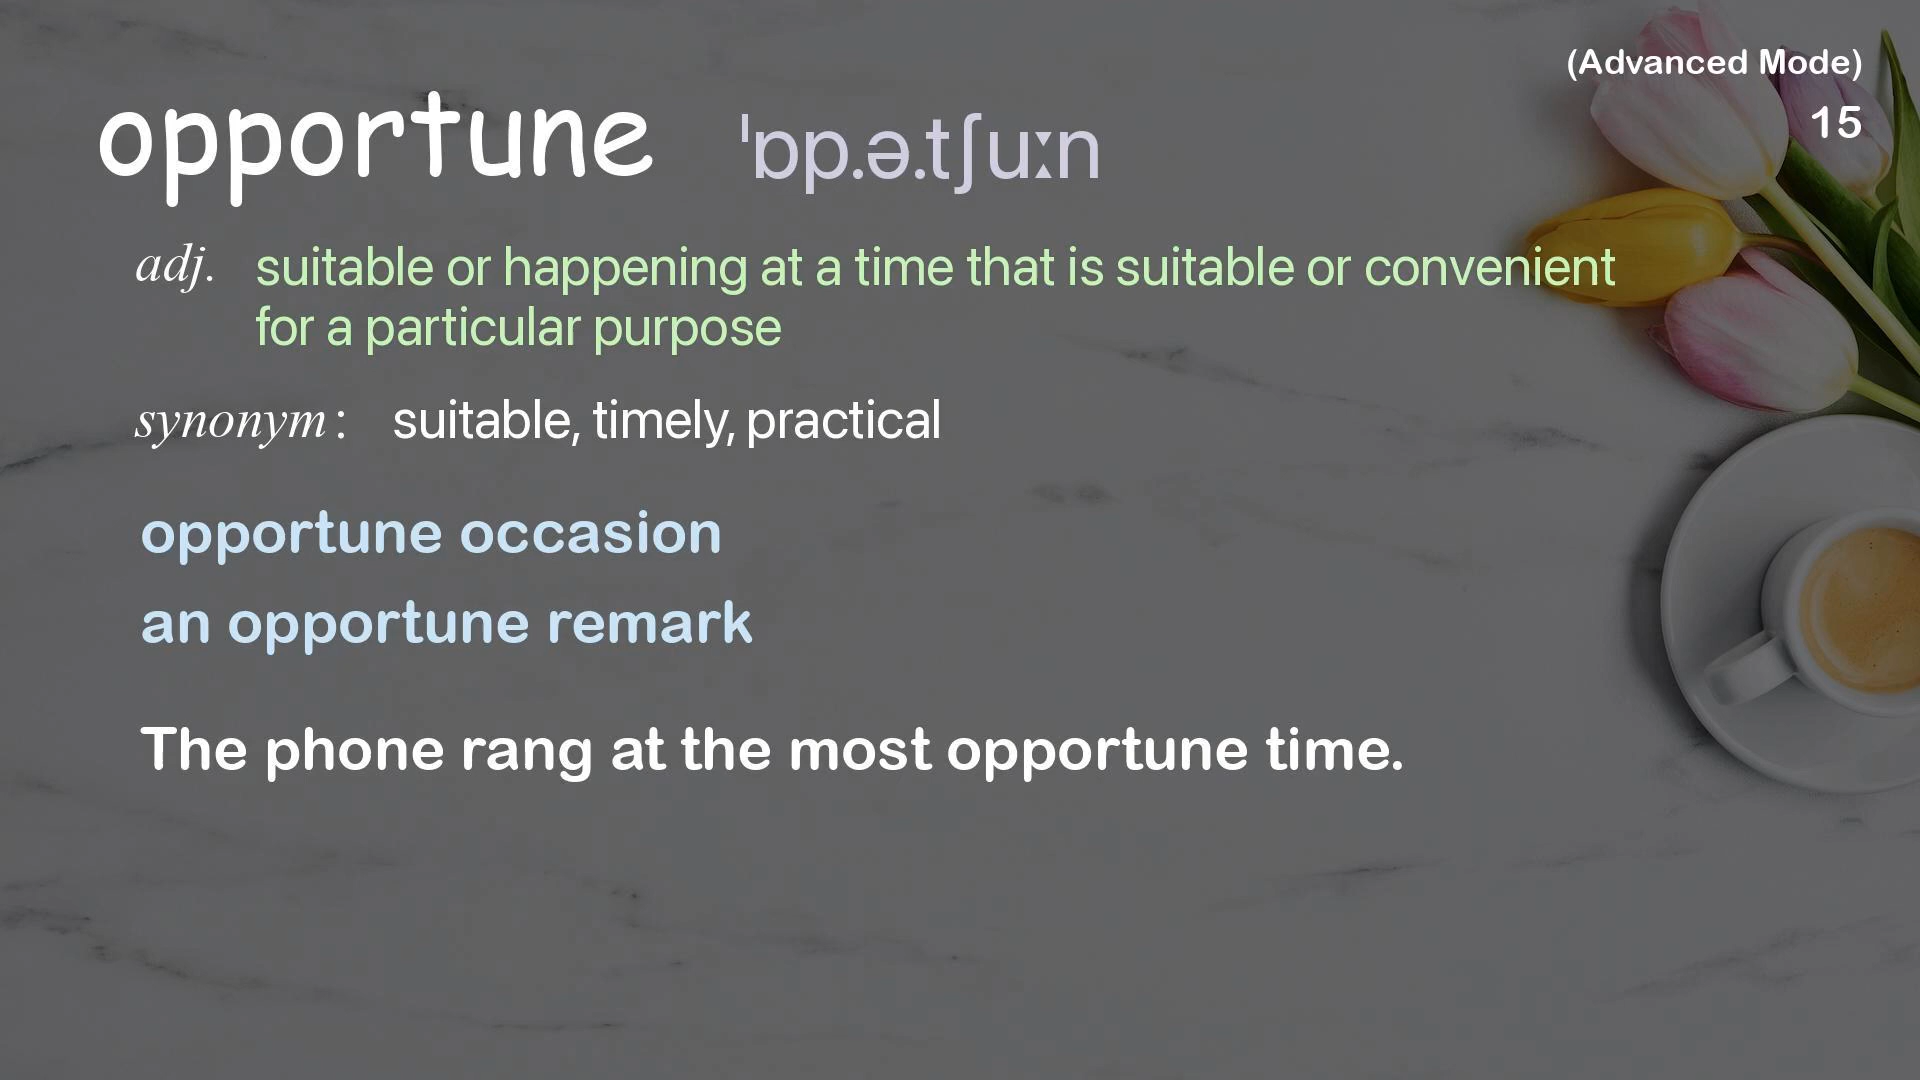 (Advanced Mode)
15
opportune ˈɒp.ə.tʃuːn
adj. suitable or happening at a time that is suitable or convenient
for a particular purpose
synonym : suitable, timely, practical
opportune occasion
an opportune remark
The phone rang at the most opportune time.